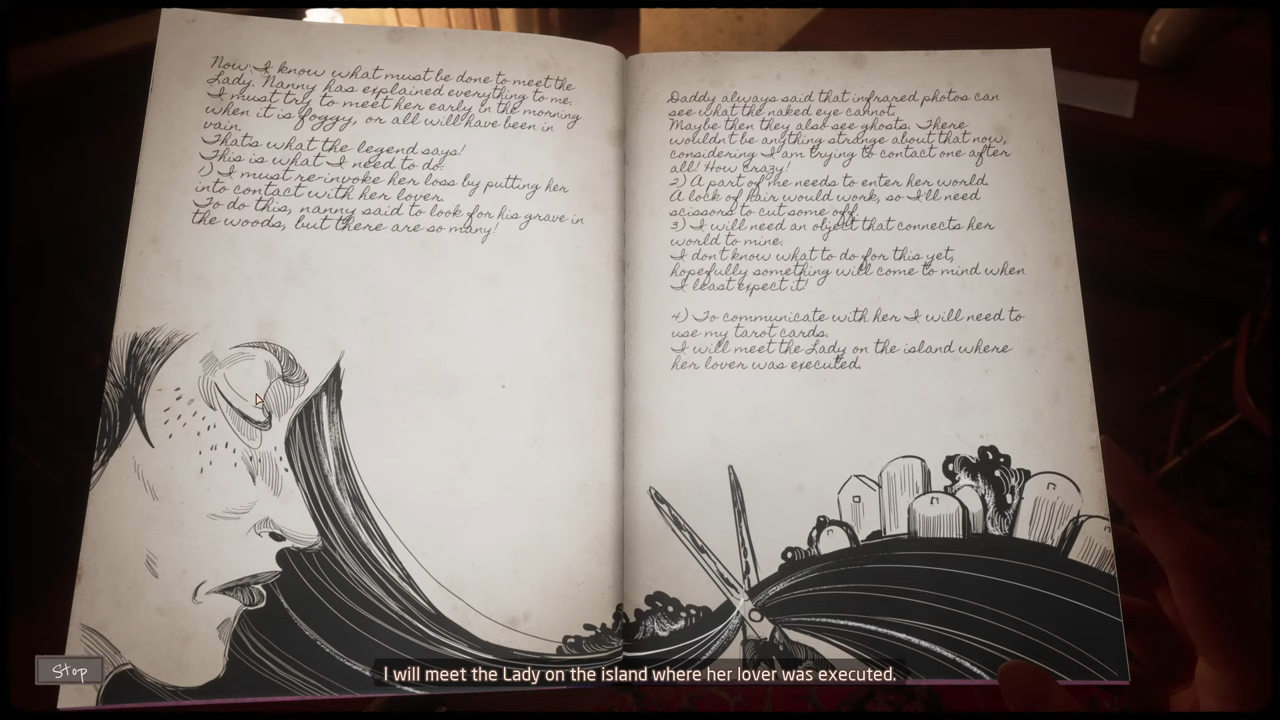 Now I know what must be done to meet the
Lady. Nanny has explained everything to me.
I must try to meet her early in the morning
when it is foggy, or all will have been in
vain.
That's what the legend says!
This is what I need to do:
1) I must re-invoke her loss by putting her
into contact with her lover.
To do this, nanny said to look for his grave in
the woods, but there are so many!
Daddy always said that infrared photos can
see what the naked eye cannot.
Maybe then they also see ghosts. There
wouldn't be anything strange about that now,
considering I am trying to contact one after
all! How crazy!
2) A part of me needs to enter her world.
A lock of hair would work, so I'll need
scissors to cut some off.
3) I will need an object that connects her
world to mine.
I don't know what to do for this yet,
hopefully something will come to mind when
I least expect it!
4) To communicate with her I will need to
use my tarot cards.
I will meet the Lady on the island where
her lover was executed.
Stop
I will meet the Lady on the island where her lover was executed.